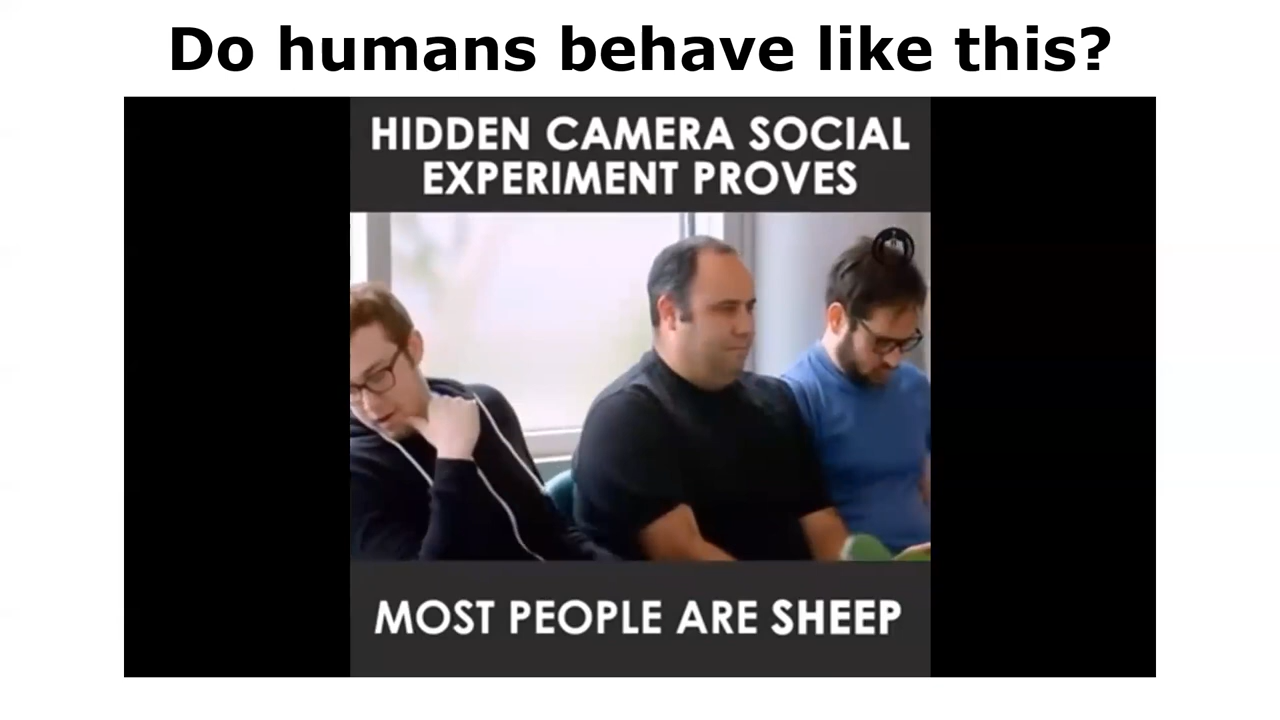 Do humans behave like this?
HIDDEN CAMERA SOCIAL
EXPERIMENT PROVES
MOST PEOPLE ARE SHEEP